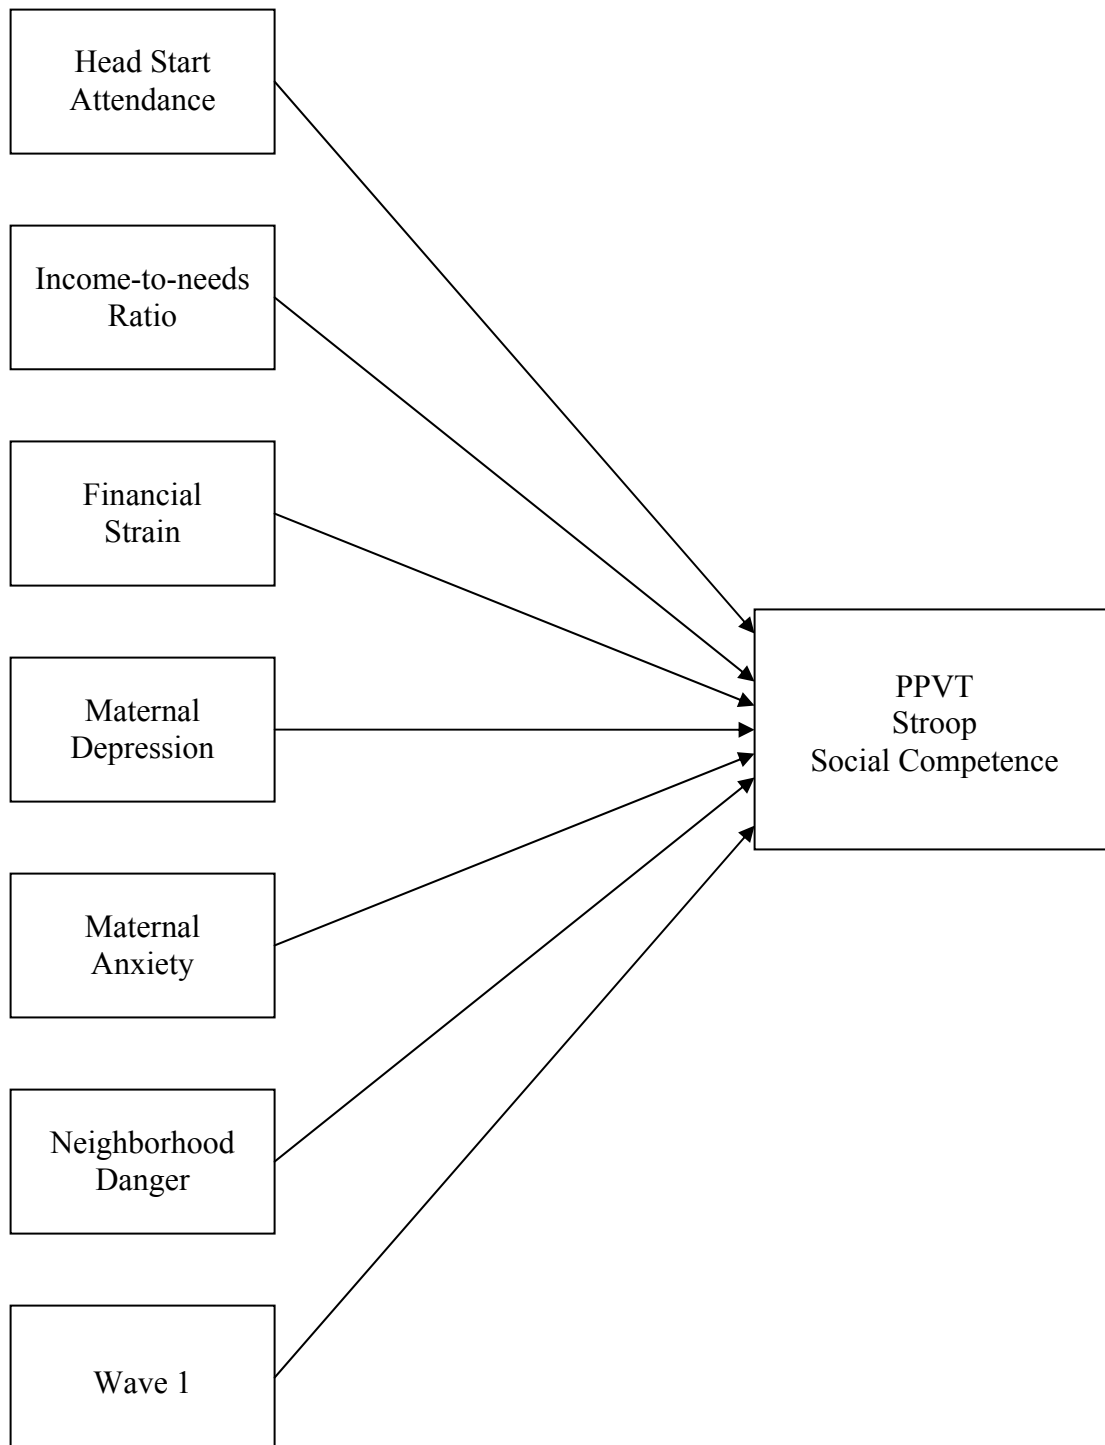 Head Start
Attendance
Income-to-needs
Ratio
Financial
Strain
Maternal
Depression
Maternal
Anxiety
Neighborhood
Danger
Wave 1
PPVT
Stroop
Social Competence